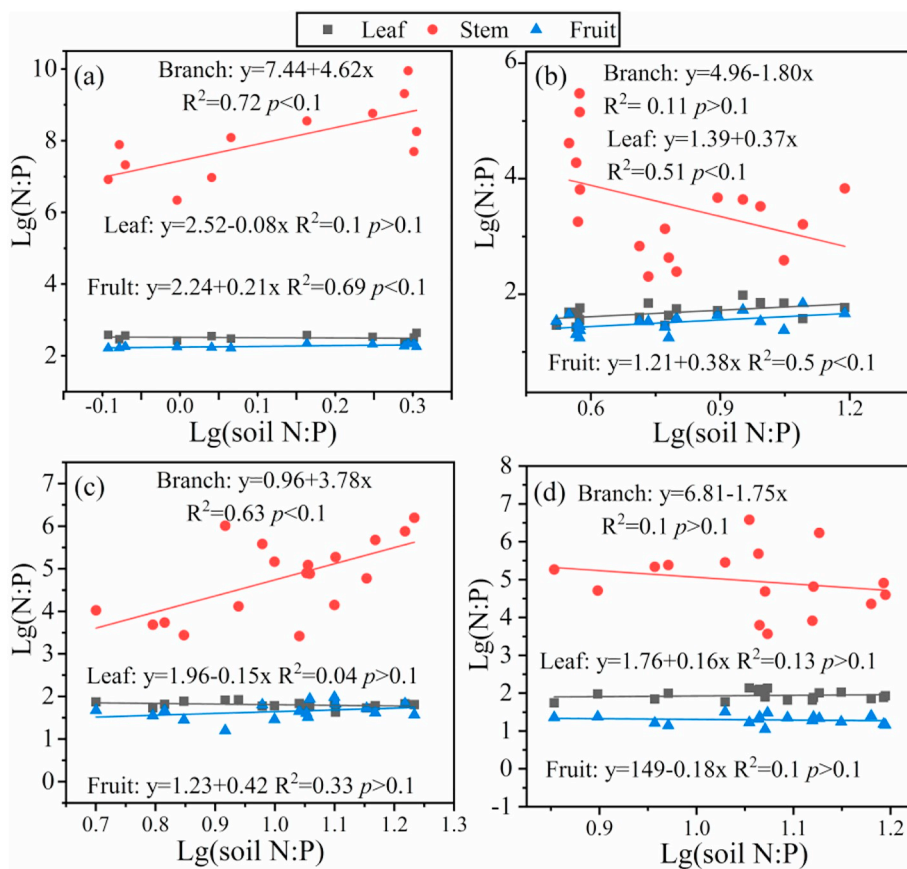 Leaf Stem Fruit
(a)
Branch: y=7.44+4.62x
R²=0.72 p<0.1
Leaf: y=2.52-0.08x R²=0.1 p>0.1
Frult: y=2.24+0.21x R²=0.69 p<0.1
10
8
6
4
2
Lg(N:P)
-0.1 0.0 0.1 0.2 0.3
Lg(soil N:P)
(b)
Branch: y=4.96-1.80x
R²= 0.11 p>0.1
Leaf: y=1.39+0.37x
R²=0.51 p<0.1
Fruit: y=1.21+0.38x R²=0.5 p<0.1
6
4
2
Lg(N:P)
0.6 0.9 1.2
Lg(soil N:P)
(c)
Branch: y=0.96+3.78x
R²=0.63 p<0.1
Leaf: y=1.96-0.15x R²=0.04 p>0.1
Fruit: y=1.23+0.42 R²=0.33 p>0.1
7
6
5
4
3
2
1
0
Lg(N:P)
0.7 0.8 0.9 1.0 1.1 1.2 1.3
Lg(soil N:P)
(d)
Branch: y=6.81-1.75x
R²=0.1 p>0.1
Leaf: y=1.76+0.16x R²=0.13 p>0.1
Fruit: y=149-0.18x R²=0.1 p>0.1
8
7
6
5
4
3
2
1
0
-1
Lg(N:P)
0.9 1.0 1.1 1.2
Lg(soil N:P)